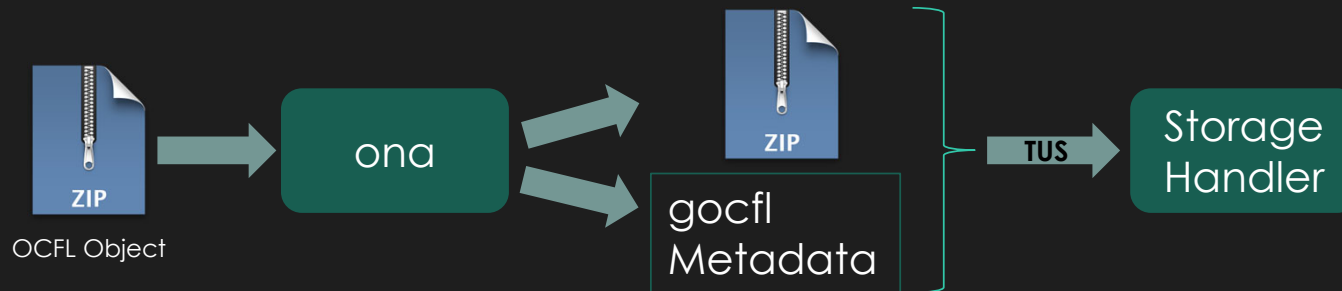 ZIP
OCFL Object
ona
ZIP
gocfl
Metadata
TUS
Storage
Handler